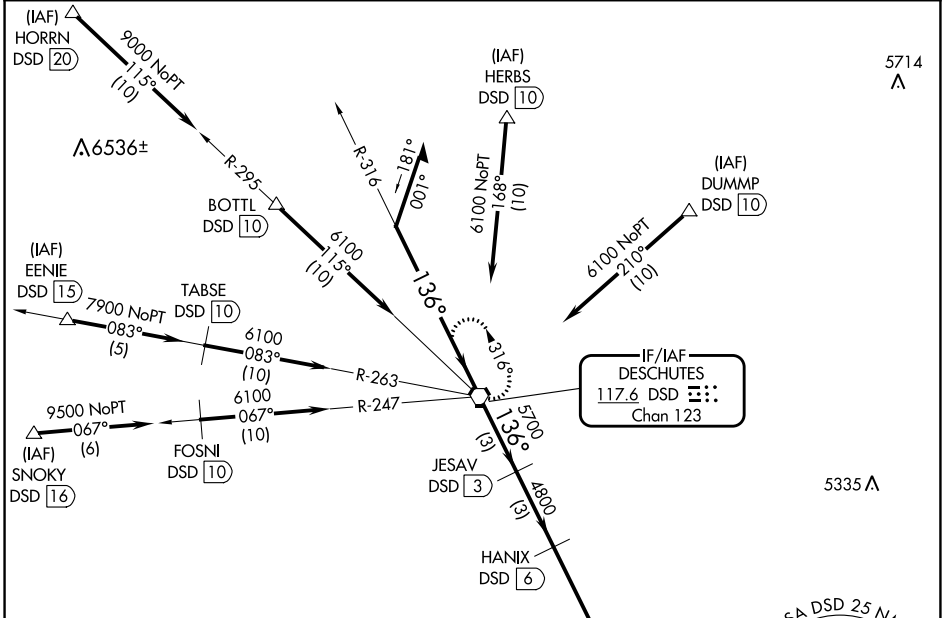 (IAF)
HORRN
DSD 20
9000 NoPT
115°
(10)
6536±
R-295
BOTTL
DSD 10
6100
115°
(10)
R-316
181°
001°
136°
(IAF)
HERBS
DSD 10
6100 NoPT
168°
(10)
5714
(IAF)
DUMMP
DSD 10
6100 NoPT
210°
(10)
(IAF)
EENIE
DSD 15
7900 NoPT
083°
(5)
TABSE
DSD 10
6100
083°
(10)
R-263
316°
IF/IAF
DESCHUTES
117.6 DSD
Chan 123
9500 NoPT
067°
(6)
(IAF)
SNOKY
DSD 16
6100
067°
(10)
R-247
FOSNI
DSD 10
5700
136°
(3)
JESAV
DSD 3
4800
(3)
5335
HANIX
DSD 6
SA DSD 25 N